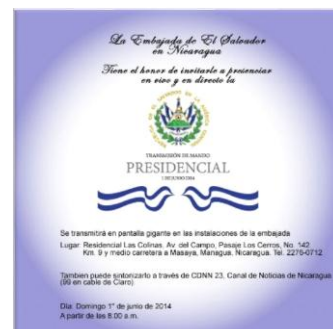 La Embajada de El Salvador
en Nicaragua
Tiene el honor de invitarle a presenciar
en vivo y en directo la
TRANSMISIÓN DE MANDO
PRESIDENCIAL
1 DE JUNIO 2014
Se transmitirá en pantalla gigante en las instalaciones de la embajada
Lugar: Residencial Las Colinas. Av. del Campo, Pasaje Los Cerros, No. 142
Km. 9 y medio carretera a Masaya, Managua, Nicaragua. Tel. 2276-0712
Tambien puede sintonizarlo a través de CDNN 23, Canal de Noticias de Nicaragua
(99 en cable de Claro)
Día: Domingo 1° de junio de 2014
A partir de las 8:00 a.m.